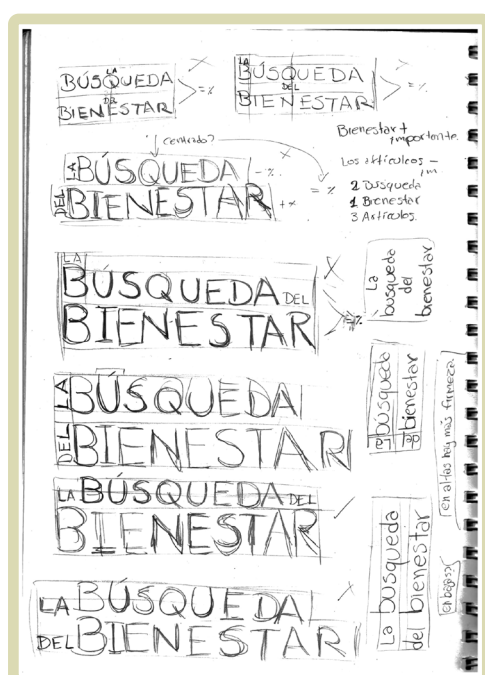 LA
BÚSQUEDA
DEL
BIENESTAR
= %
LA
BÚSQUEDA
DEL
BIENESTAR
= %
centrado?
LA BÚSQUEDA - %
DEL BIENESTAR + x
= %
Bienestar +
importante.
Los artículos -
im.
2 Búsqueda
1 Bienestar
3 Artículos.
LA
BÚSQUEDA DEL
BIENESTAR
La
búsqueda
del
bienestar
LA BÚSQUEDA
DEL BIENESTAR
La búsqueda
del bienestar
en altas hay más firmeza
LA BÚSQUEDA DEL
BIENESTAR
LA BÚSQUEDA
DEL BIENESTAR
La búsqueda
del bienestar